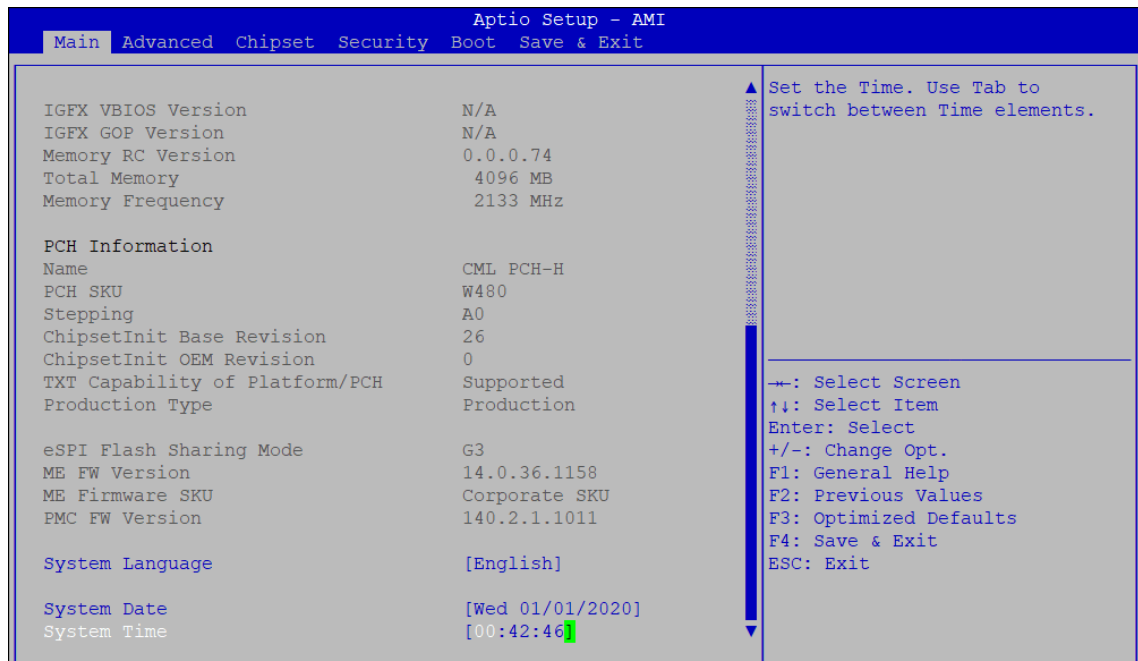 Aptio Setup - AMI
Main Advanced Chipset Security Boot Save & Exit
IGFX VBIOS Version N/A
IGFX GOP Version N/A
Memory RC Version 0.0.0.74
Total Memory 4096 MB
Memory Frequency 2133 MHz
PCH Information
Name CML PCH-H
PCH SKU W480
Stepping A0
ChipsetInit Base Revision 26
ChipsetInit OEM Revision 0
TXT Capability of Platform/PCH Supported
Production Type Production
eSPI Flash Sharing Mode G3
ME FW Version 14.0.36.1158
ME Firmware SKU Corporate SKU
PMC FW Version 140.2.1.1011
System Language [English]
System Date [Wed 01/01/2020]
System Time [00:42:46]
Set the Time. Use Tab to
switch between Time elements.
→←: Select Screen
↑↓: Select Item
Enter: Select
+/-: Change Opt.
F1: General Help
F2: Previous Values
F3: Optimized Defaults
F4: Save & Exit
ESC: Exit